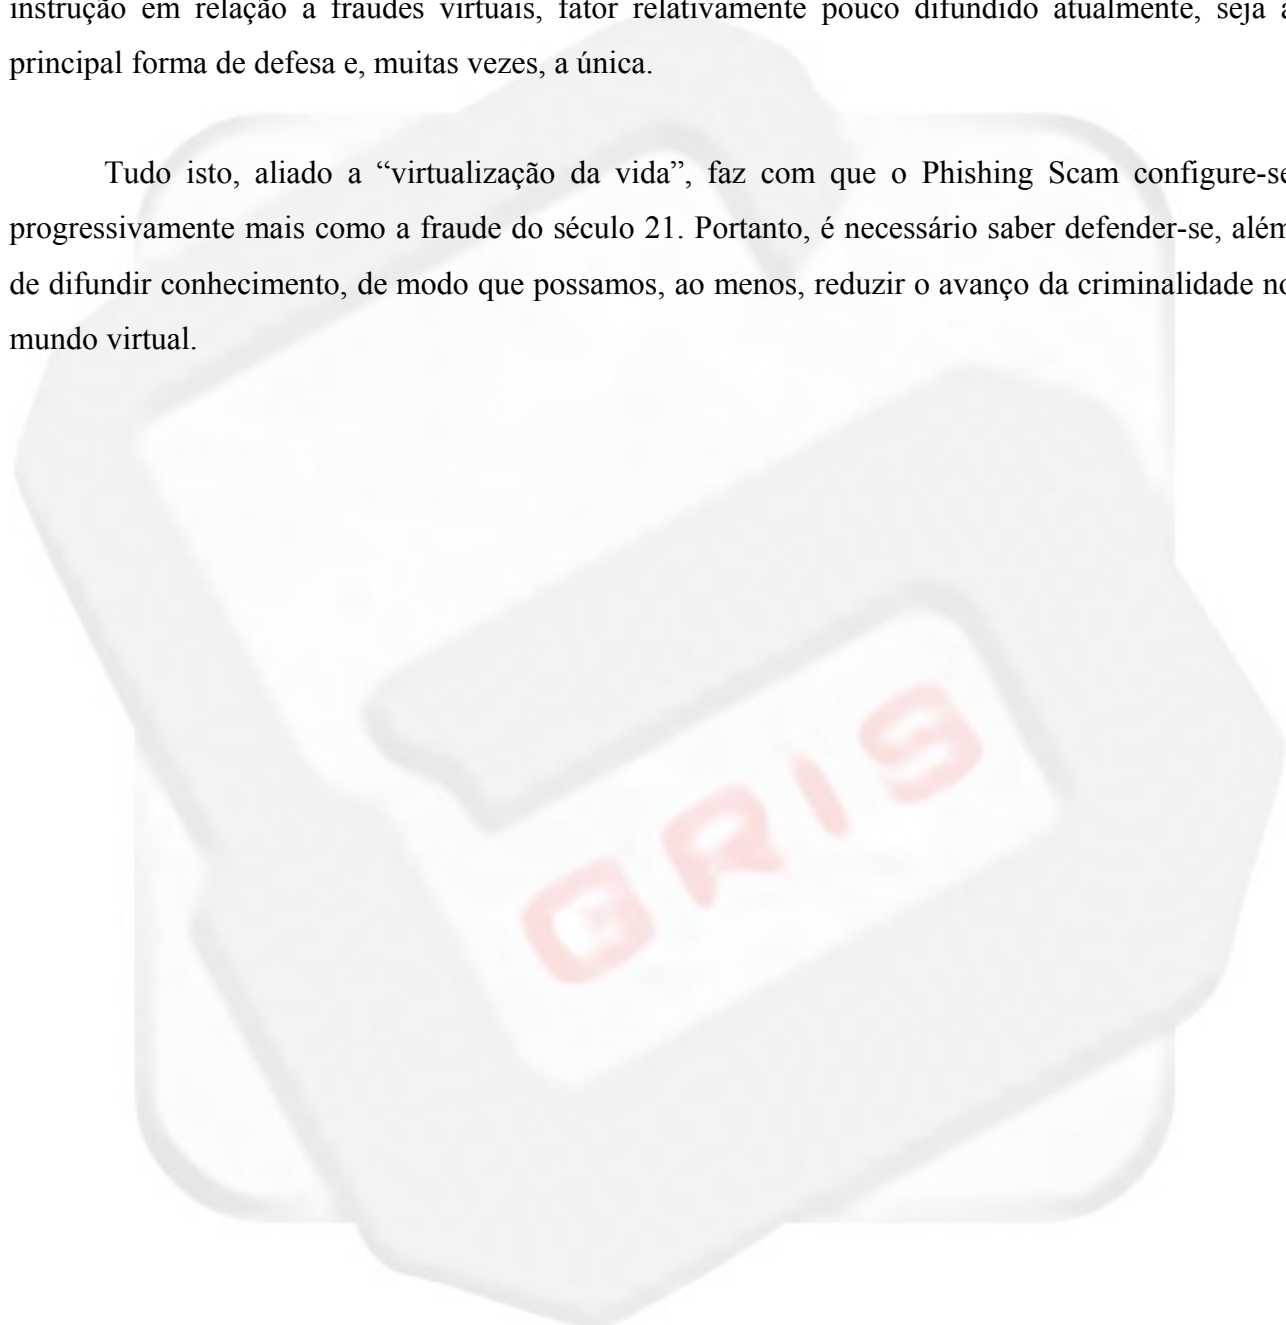 instrução em relação a fraudes virtuais, fator relativamente pouco difundido atualmente, seja a
principal forma de defesa e, muitas vezes, a única.
Tudo isto, aliado a “virtualização da vida”, faz com que o Phishing Scam configure-se
progressivamente mais como a fraude do século 21. Portanto, é necessário saber defender-se, além
de difundir conhecimento, de modo que possamos, ao menos, reduzir o avanço da criminalidade no
mundo virtual.
GRIS